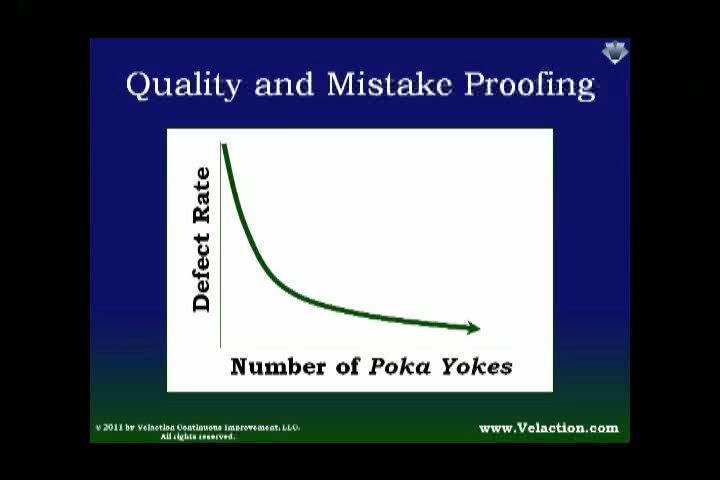 Quality and Mistake Proofing
Defect Rate
Number of Poka Yokes
© 2011 by Velaction Continuous Improvement, LLC.
All rights reserved.
www.Velaction.com